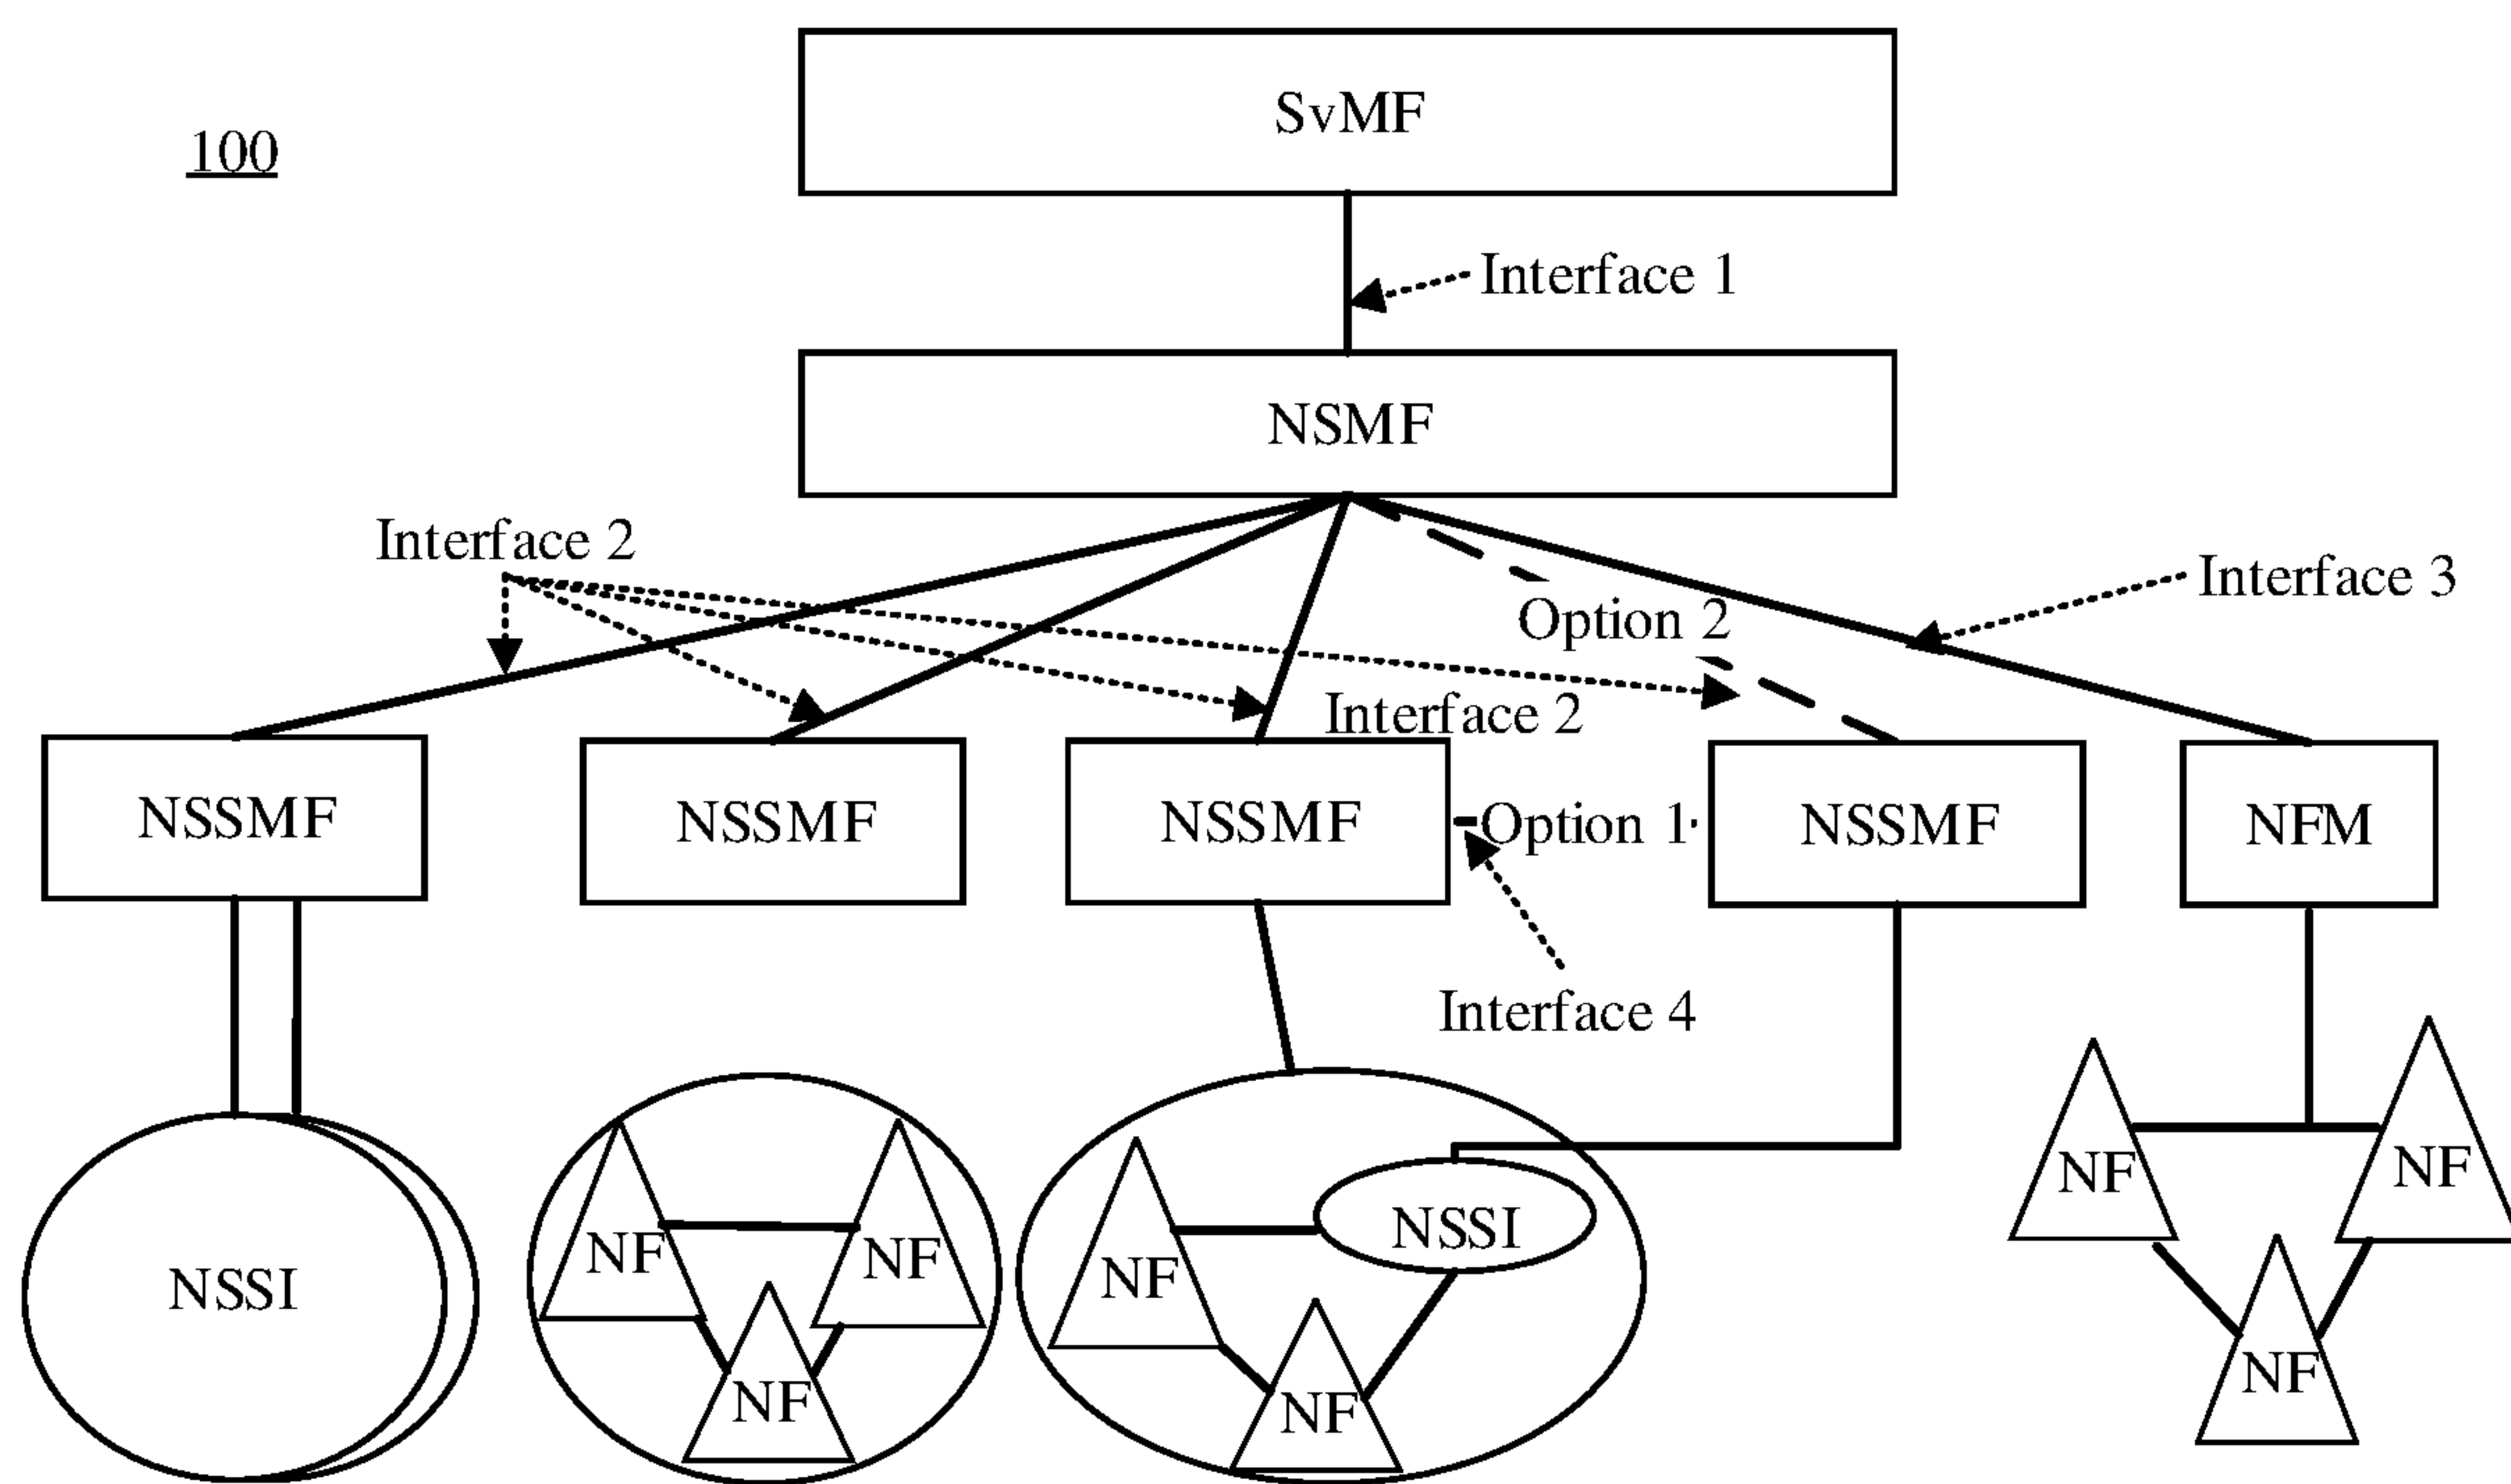 SvMF
100
Interface 1
NSMF
Interface 2
Interface 3
Option 2
Interface 2
NSSMF
NSSMF
NSSMF
Option 1
NSSMF
NFM
Interface 4
NF
NF
NF
NF
NSSI
NF
NF
NSSI
NF
NF
NF